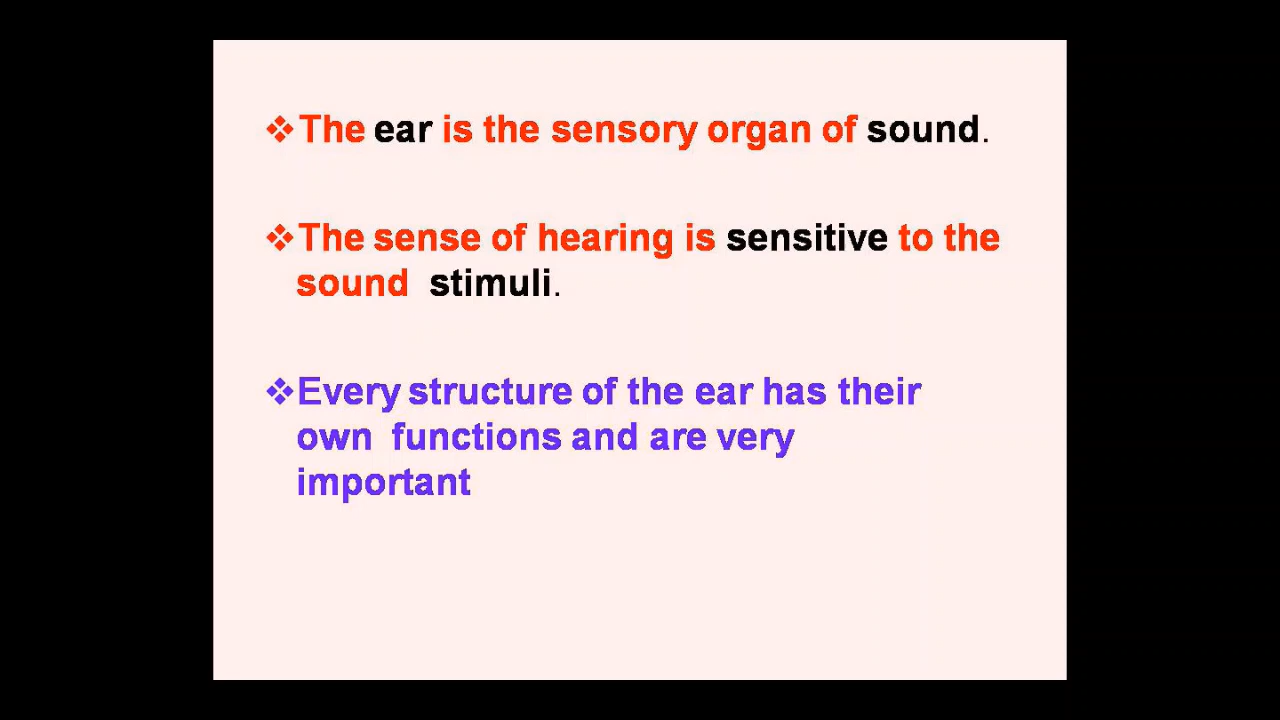 ❖The ear is the sensory organ of sound.
❖The sense of hearing is sensitive to the
sound  stimuli.
❖Every structure of the ear has their
own  functions and are very
important